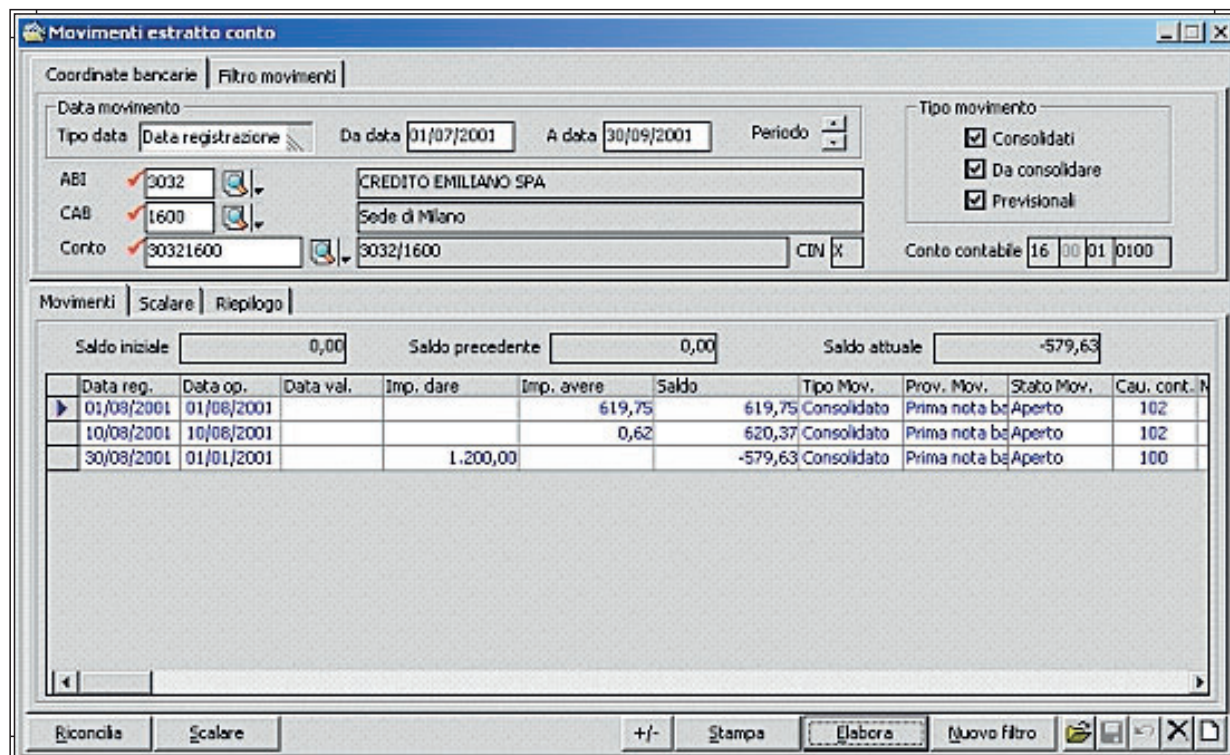 Movimenti estratto conto
Coordinate bancarie Filtro movimenti
Data movimento Tipo movimento
Tipo data Data registrazione Da data 01/07/2001 A data 30/09/2001 Periodo
Consolidati
Da consolidare
Previsionali
ABI 3032 CREDITO EMILIANO SPA
CAB 1600 Sede di Milano
Conto 30321600 3032/1600 CIN X Conto contabile 16 00 01 0100
Movimenti Scalare Riepilogo
Saldo iniziale 0,00 Saldo precedente 0,00 Saldo attuale -579,63
Data reg. Data op. Data val. Imp. dare Imp. avere Saldo Tipo Mov. Prov. Mov. Stato Mov. Cau. cont. N
01/08/2001 01/08/2001 619,75 619,75 Consolidato Prima nota ba Aperto 102
10/08/2001 10/08/2001 0,62 620,37 Consolidato Prima nota ba Aperto 102
30/08/2001 01/01/2001 1.200,00 -579,63 Consolidato Prima nota ba Aperto 100
Riconcilia Scalare +/- Stampa Elabora Nuovo filtro